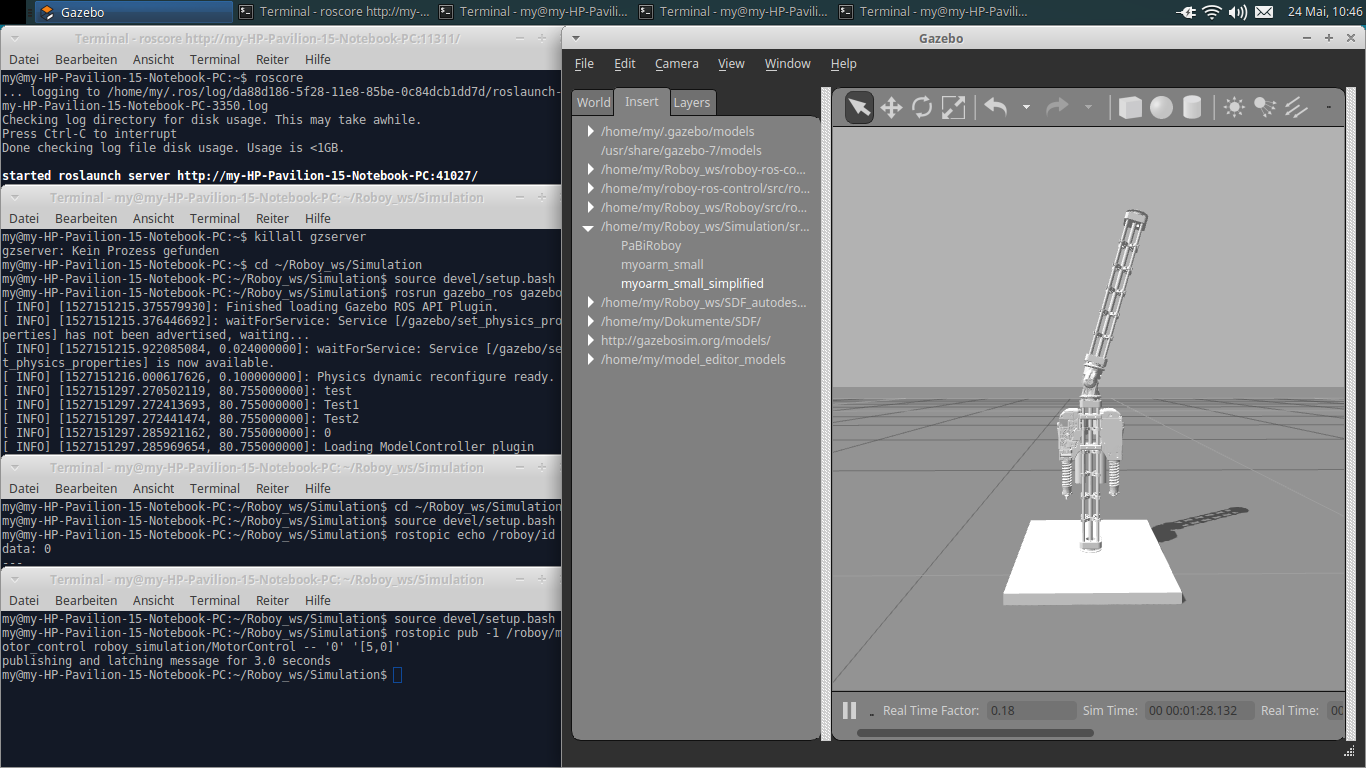 Gazebo
Terminal - roscore http://my-...
Terminal - my@my-HP-Pavili...
Terminal - my@my-HP-Pavili...
Terminal - my@my-HP-Pavili...
24 Mai, 10:46
Terminal - roscore http://my-HP-Pavilion-15-Notebook-PC:11311/
Datei Bearbeiten Ansicht Terminal Reiter Hilfe
my@my-HP-Pavilion-15-Notebook-PC:~$ roscore
... logging to /home/my/.ros/log/da88d186-5f28-11e8-85be-0c84dcb1dd7d/roslaunch-
my-HP-Pavilion-15-Notebook-PC-3350.log
Checking log directory for disk usage. This may take awhile.
Press Ctrl-C to interrupt
Done checking log file disk usage. Usage is <1GB.
started roslaunch server http://my-HP-Pavilion-15-Notebook-PC:41027/
Terminal - my@my-HP-Pavilion-15-Notebook-PC: ~/Roboy_ws/Simulation
Datei Bearbeiten Ansicht Terminal Reiter Hilfe
my@my-HP-Pavilion-15-Notebook-PC:~$ killall gzserver
gzserver: Kein Prozess gefunden
my@my-HP-Pavilion-15-Notebook-PC:~$ cd ~/Roboy_ws/Simulation
my@my-HP-Pavilion-15-Notebook-PC:~/Roboy_ws/Simulation$ source devel/setup.bash
my@my-HP-Pavilion-15-Notebook-PC:~/Roboy_ws/Simulation$ rosrun gazebo_ros gazebo
[ INFO] [1527151215.375579930]: Finished loading Gazebo ROS API Plugin.
[ INFO] [1527151215.376446692]: waitForService: Service [/gazebo/set_physics_pro
perties] has not been advertised, waiting...
[ INFO] [1527151215.922085084, 0.024000000]: waitForService: Service [/gazebo/se
t_physics_properties] is now available.
[ INFO] [1527151216.000617626, 0.100000000]: Physics dynamic reconfigure ready.
[ INFO] [1527151297.270502119, 80.755000000]: test
[ INFO] [1527151297.272413693, 80.755000000]: Test1
[ INFO] [1527151297.272441474, 80.755000000]: Test2
[ INFO] [1527151297.285921162, 80.755000000]: 0
[ INFO] [1527151297.285969654, 80.755000000]: Loading ModelController plugin
Terminal - my@my-HP-Pavilion-15-Notebook-PC: ~/Roboy_ws/Simulation
Datei Bearbeiten Ansicht Terminal Reiter Hilfe
my@my-HP-Pavilion-15-Notebook-PC:~/Roboy_ws/Simulation$ cd ~/Roboy_ws/Simulation
my@my-HP-Pavilion-15-Notebook-PC:~/Roboy_ws/Simulation$ source devel/setup.bash
my@my-HP-Pavilion-15-Notebook-PC:~/Roboy_ws/Simulation$ rostopic echo /roboy/id
data: 0
---
Terminal - my@my-HP-Pavilion-15-Notebook-PC: ~/Roboy_ws/Simulation
Datei Bearbeiten Ansicht Terminal Reiter Hilfe
my@my-HP-Pavilion-15-Notebook-PC:~/Roboy_ws/Simulation$ source devel/setup.bash
my@my-HP-Pavilion-15-Notebook-PC:~/Roboy_ws/Simulation$ rostopic pub -1 /roboy/m
otor_control roboy_simulation/MotorControl -- '0' '[5,0]'
publishing and latching message for 3.0 seconds
my@my-HP-Pavilion-15-Notebook-PC:~/Roboy_ws/Simulation$
Gazebo
File Edit Camera View Window Help
World Insert Layers
/home/my/.gazebo/models
/usr/share/gazebo-7/models
/home/my/Roboy_ws/roboy-ros-co...
/home/my/roboy-ros-control/src/ro...
/home/my/Roboy_ws/Roboy/src/ro...
/home/my/Roboy_ws/Simulation/sr...
PaBiRoboy
myoarm_small
myoarm_small_simplified
/home/my/Roboy_ws/SDF_autodes...
/home/my/Dokumente/SDF/
http://gazebosim.org/models/
/home/my/model_editor_models
Real Time Factor: 0.18 Sim Time: 00 00:01:28.132 Real Time: 00